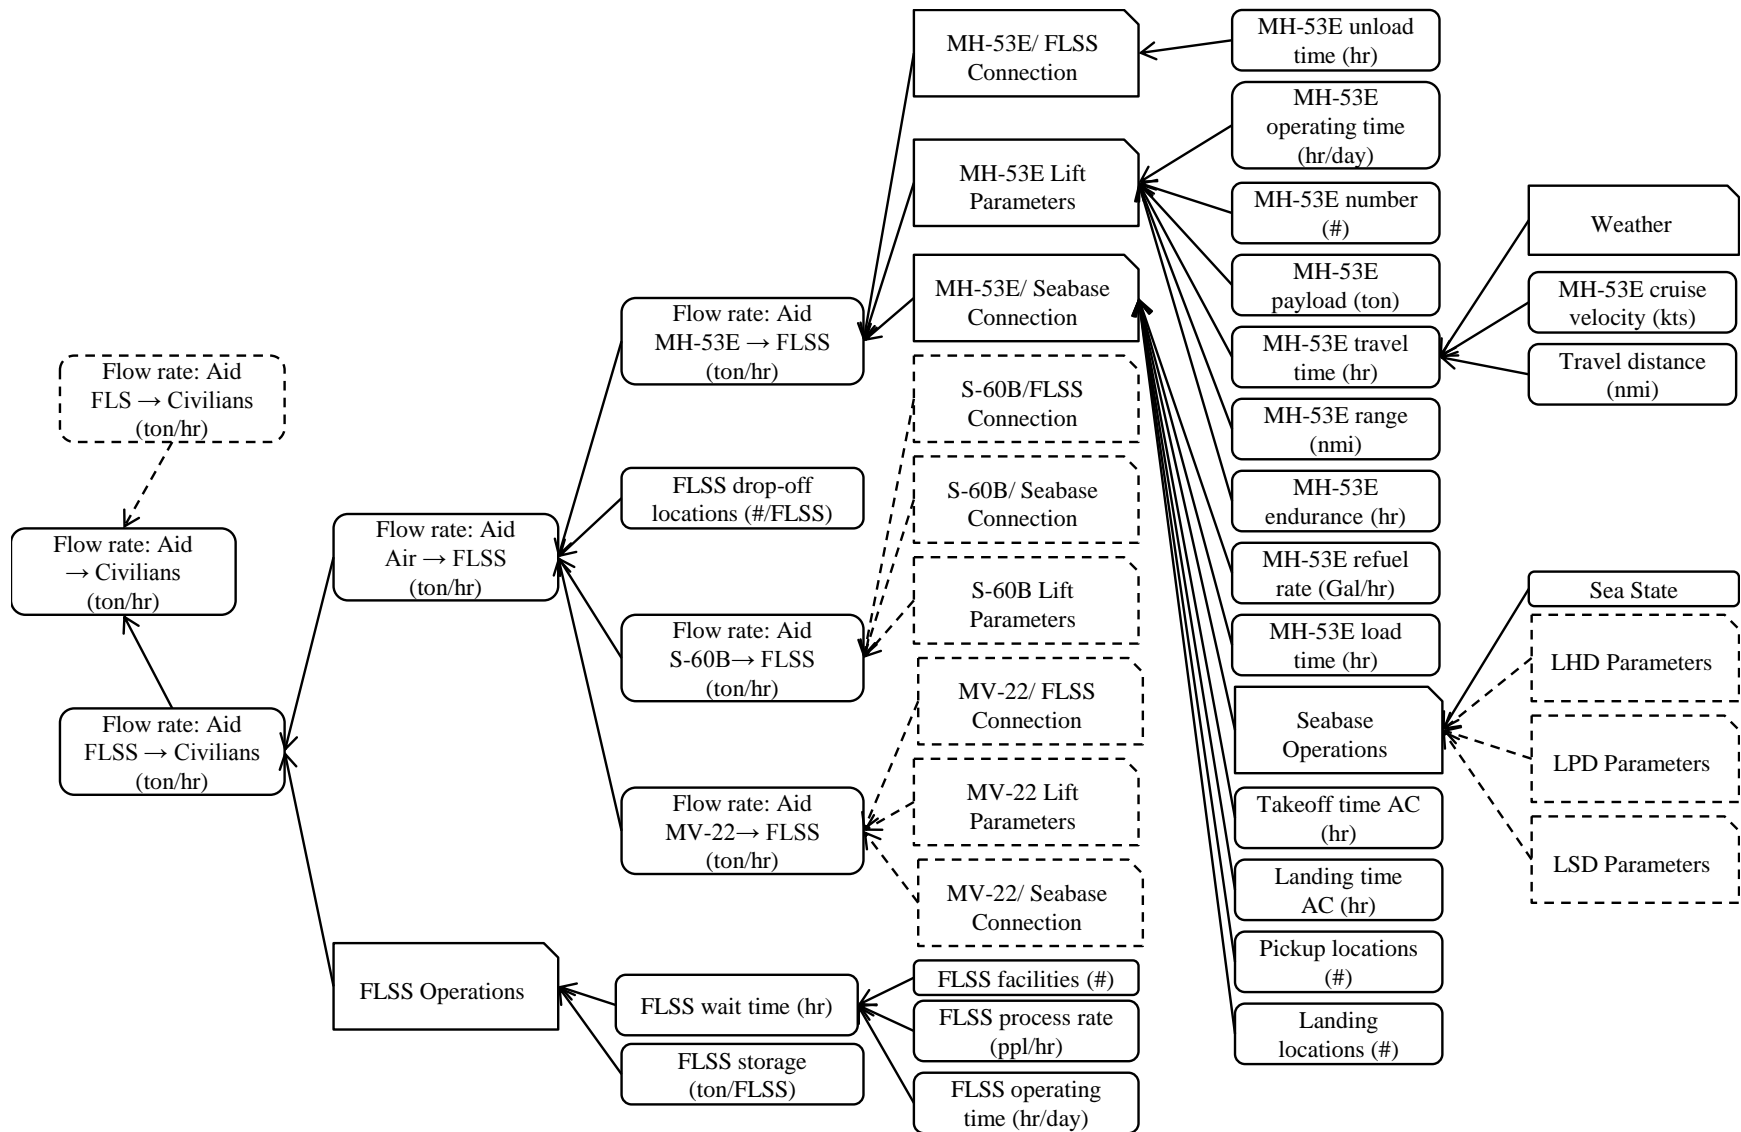 Flow rate: Aid
FLS → Civilians
(ton/hr)
Flow rate: Aid
→ Civilians
(ton/hr)
Flow rate: Aid
FLSS → Civilians
(ton/hr)
Flow rate: Aid
Air → FLSS
(ton/hr)
FLSS Operations
Flow rate: Aid
MH-53E → FLSS
(ton/hr)
FLSS drop-off
locations (#/FLSS)
Flow rate: Aid
S-60B→ FLSS
(ton/hr)
Flow rate: Aid
MV-22→ FLSS
(ton/hr)
FLSS wait time (hr)
FLSS storage
(ton/FLSS)
MH-53E/ FLSS
Connection
MH-53E Lift
Parameters
MH-53E/ Seabase
Connection
S-60B/FLSS
Connection
S-60B/ Seabase
Connection
S-60B Lift
Parameters
MV-22/ FLSS
Connection
MV-22 Lift
Parameters
MV-22/ Seabase
Connection
FLSS facilities (#)
FLSS process rate
(ppl/hr)
FLSS operating
time (hr/day)
MH-53E unload
time (hr)
MH-53E
operating time
(hr/day)
MH-53E number
(#)
MH-53E
payload (ton)
MH-53E travel
time (hr)
MH-53E range
(nmi)
MH-53E
endurance (hr)
MH-53E refuel
rate (Gal/hr)
MH-53E load
time (hr)
Seabase
Operations
Takeoff time AC
(hr)
Landing time
AC (hr)
Pickup locations
(#)
Landing
locations (#)
Weather
MH-53E cruise
velocity (kts)
Travel distance
(nmi)
Sea State
LHD Parameters
LPD Parameters
LSD Parameters